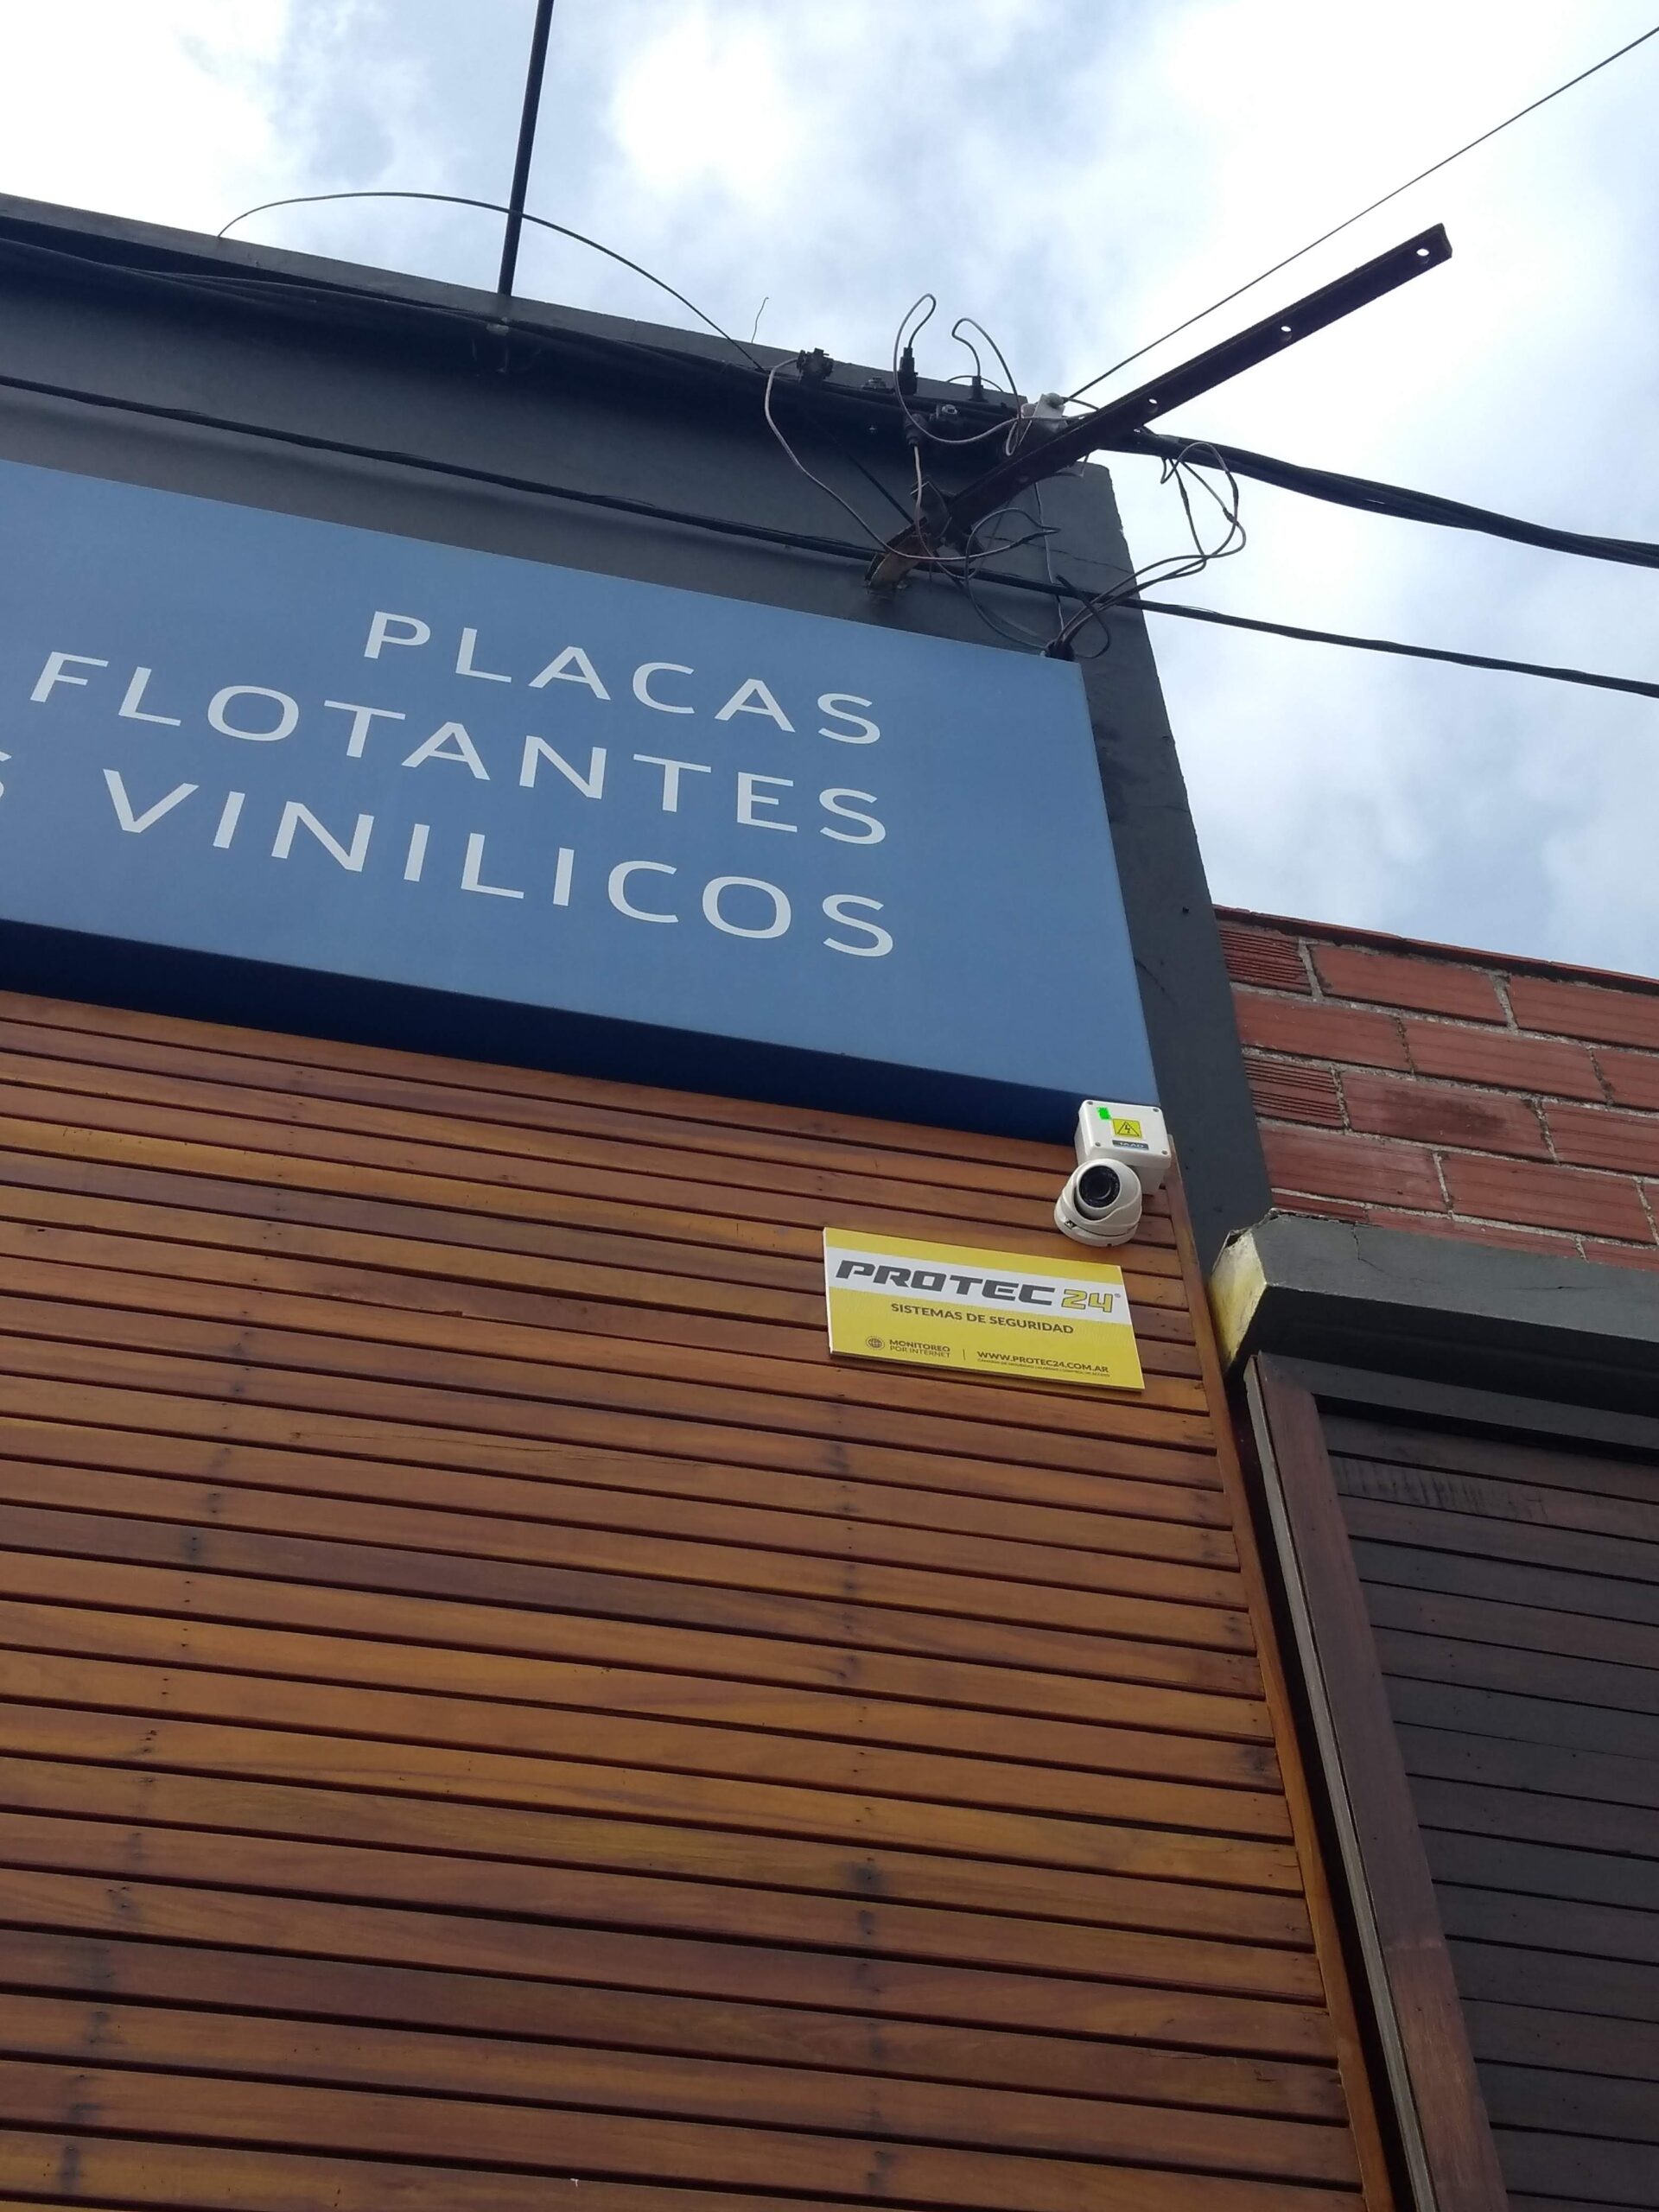 PLACAS
FLOTANTES
VINILICOS
PROTEC 24
SISTEMAS DE SEGURIDAD
MONITOREO
POR INTERNET
WWW.PROTEC24.COM.AR